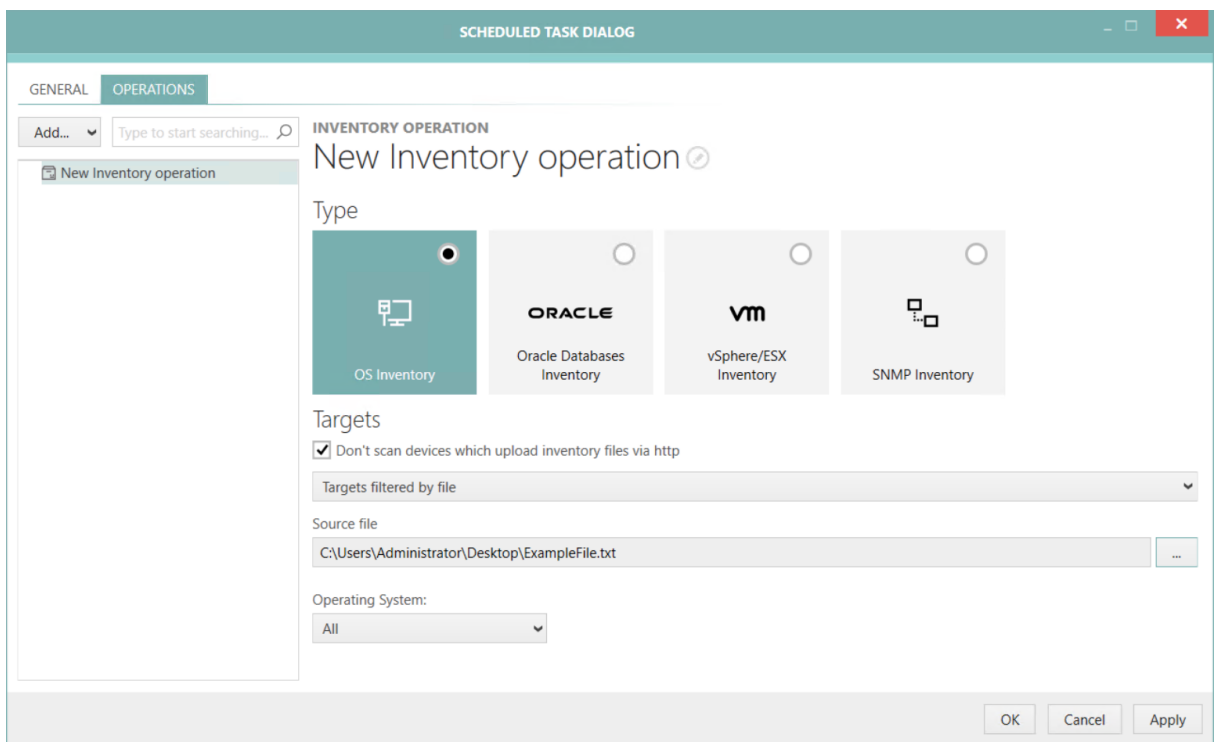 SCHEDULED TASK DIALOG
GENERAL
OPERATIONS
Add...
Type to start searching...
New Inventory operation
INVENTORY OPERATION
New Inventory operation
Type
OS Inventory
ORACLE
Oracle Databases
Inventory
vm
vSphere/ESX
Inventory
SNMP Inventory
Targets
Don't scan devices which upload inventory files via http
Targets filtered by file
Source file
C:\Users\Administrator\Desktop\ExampleFile.txt
...
Operating System:
All
OK
Cancel
Apply